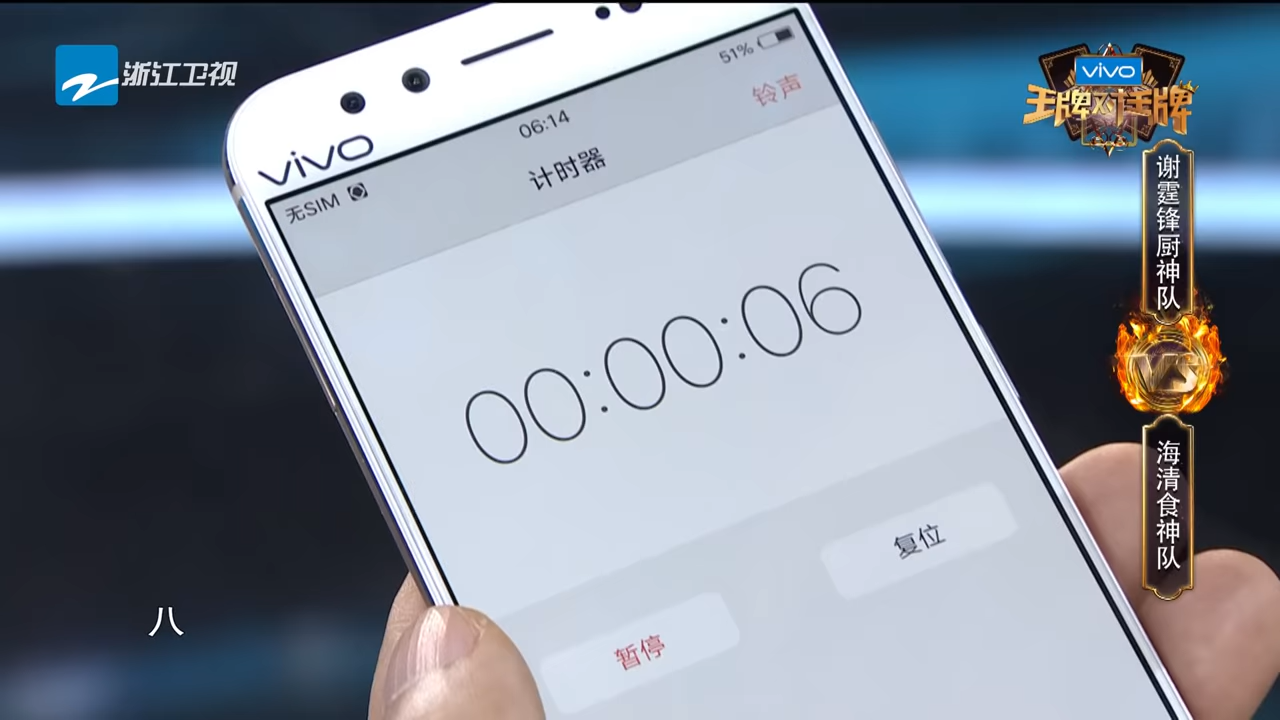 浙江卫视
vivo
王牌对王牌
谢霆锋厨神队
VS
海清食神队
vivo
无SIM
06:14
51%
计时器
铃声
00:00:06
暂停
复位
八